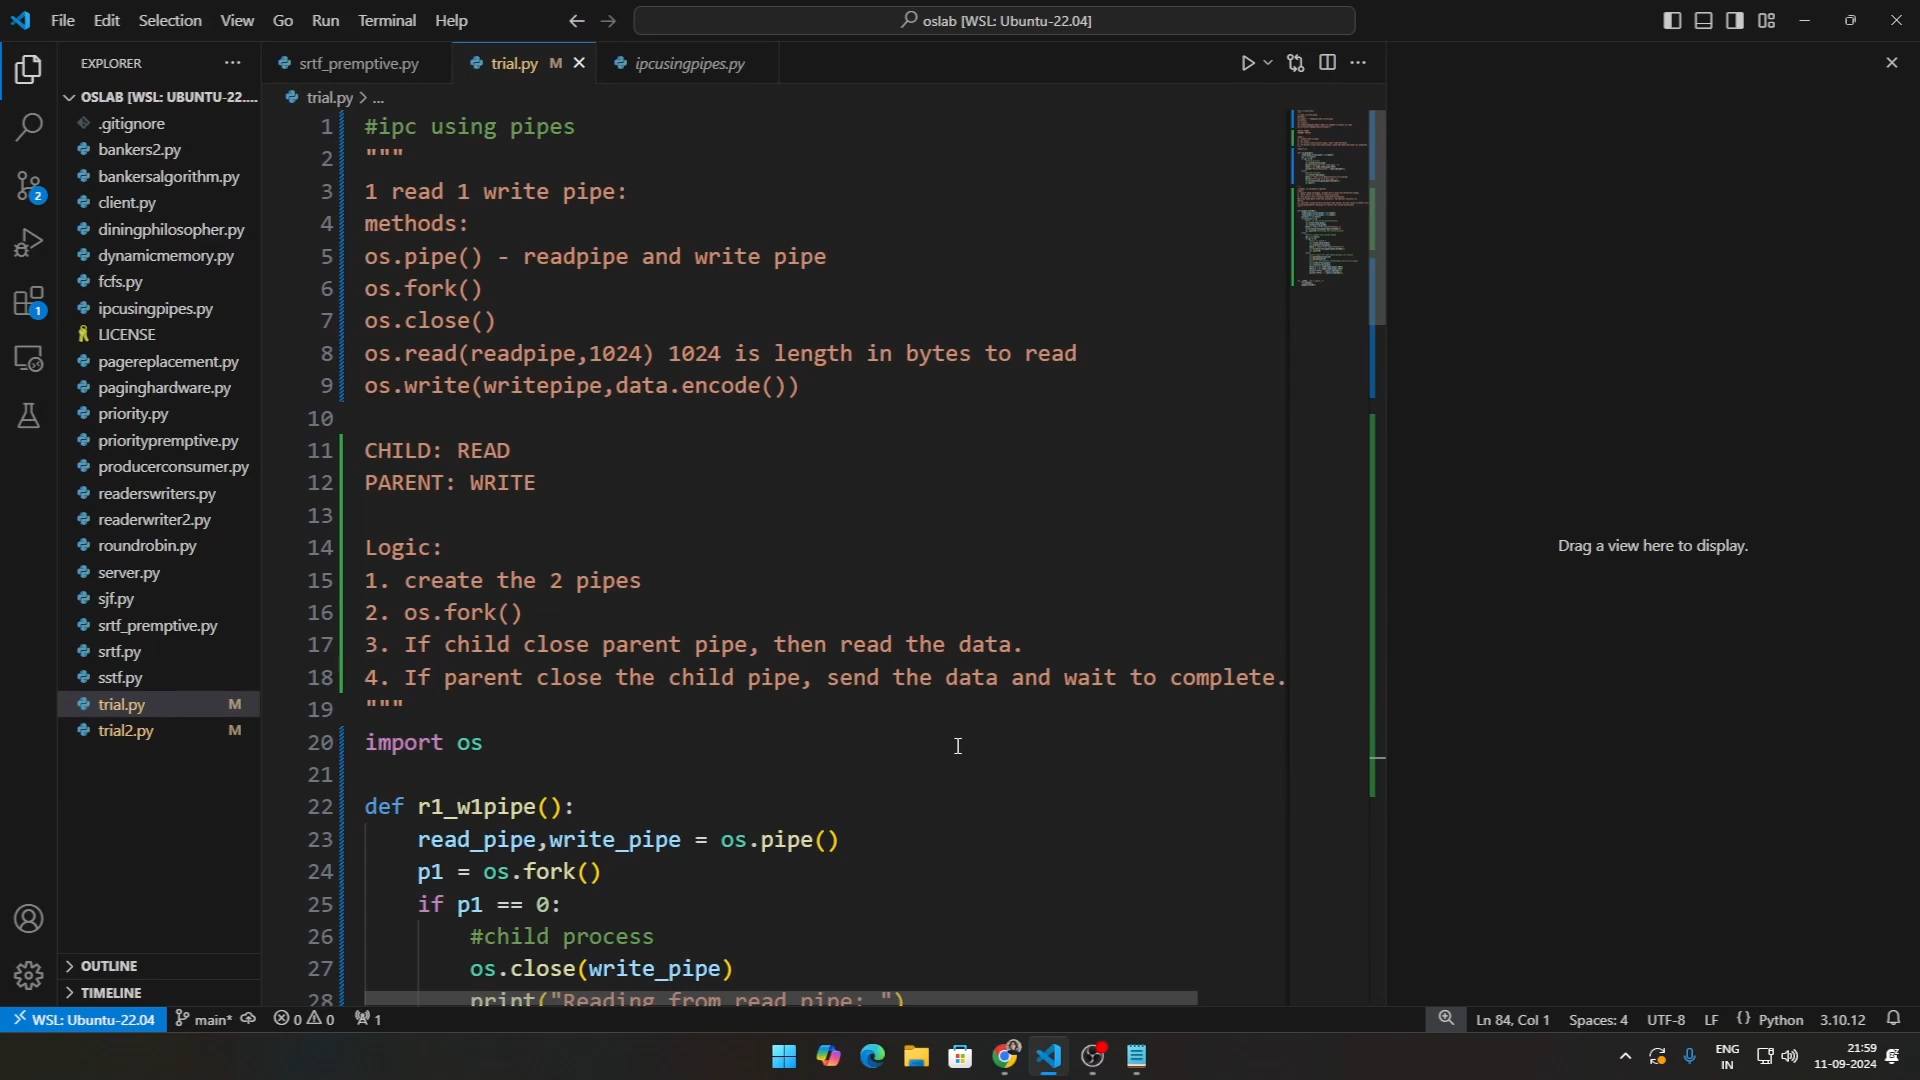 File Edit Selection View Go Run Terminal Help
oslab [WSL: Ubuntu-22.04]
EXPLORER
OSLAB [WSL: UBUNTU-22....
.gitignore
bankers2.py
bankersalgorithm.py
client.py
diningphilosopher.py
dynamicmemory.py
fcfs.py
ipcusingpipes.py
LICENSE
pagereplacement.py
paginghardware.py
priority.py
prioritypremptive.py
producerconsumer.py
readerswriters.py
readerwriter2.py
roundrobin.py
server.py
sjf.py
srtf_premptive.py
srtf.py
sstf.py
trial.py M
trial2.py M
OUTLINE
TIMELINE
2
1
srtf_premptive.py trial.py M ipcusingpipes.py
trial.py > ...
1 #ipc using pipes
2 """
3 1 read 1 write pipe:
4 methods:
5 os.pipe() - readpipe and write pipe
6 os.fork()
7 os.close()
8 os.read(readpipe,1024) 1024 is length in bytes to read
9 os.write(writepipe,data.encode())
10
11 CHILD: READ
12 PARENT: WRITE
13
14 Logic:
15 1. create the 2 pipes
16 2. os.fork()
17 3. If child close parent pipe, then read the data.
18 4. If parent close the child pipe, send the data and wait to complete.
19 """
20 import os
21
22 def r1_w1pipe():
23 read_pipe,write_pipe = os.pipe()
24 p1 = os.fork()
25 if p1 == 0:
26 #child process
27 os.close(write_pipe)
28 print("Reading from read pipe: ")
Drag a view here to display.
WSL: Ubuntu-22.04 main* 0 0 1
Ln 84, Col 1 Spaces: 4 UTF-8 LF {} Python 3.10.12
ENG
IN
21:59
11-09-2024